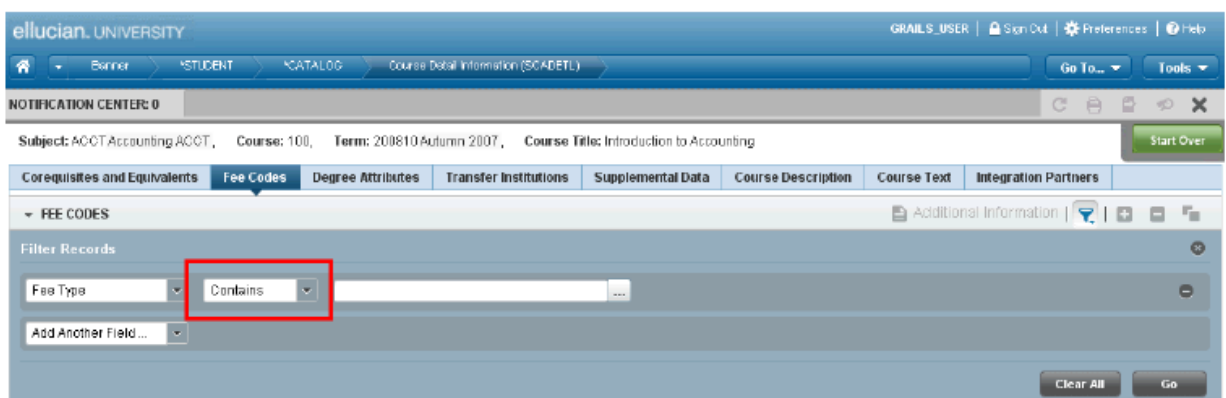 ellucian. UNIVERSITY GRAILS_USER | Sign Out | Preferences | Help
Banner *STUDENT *CATALOG Course Detail Information (SCADETL) Go To... Tools
NOTIFICATION CENTER: 0
Subject: ACCT Accounting ACCT, Course: 100, Term: 200810 Autumn 2007, Course Title: Introduction to Accounting Start Over
Corequisites and Equivalents Fee Codes Degree Attributes Transfer Institutions Supplemental Data Course Description Course Text Integration Partners
FEE CODES Additional Information
Filter Records
Fee Type Contains ...
Add Another Field...
Clear All Go